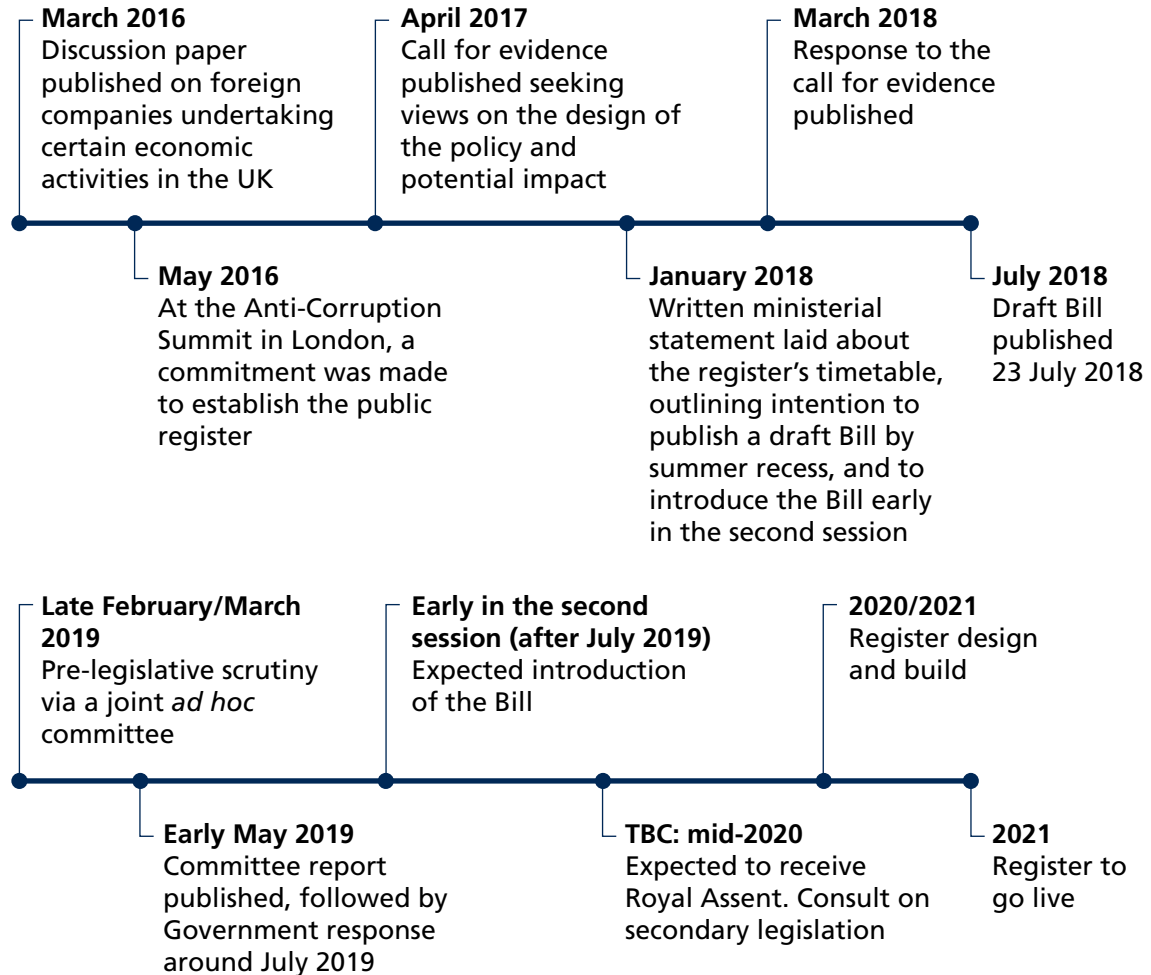 March 2016
Discussion paper
published on foreign
companies undertaking
certain economic
activities in the UK
April 2017
Call for evidence
published seeking
views on the design of
the policy and
potential impact
March 2018
Response to the
call for evidence
published
May 2016
At the Anti-Corruption
Summit in London, a
commitment was made
to establish the public
register
January 2018
Written ministerial
statement laid about
the register’s timetable,
outlining intention to
publish a draft Bill by
summer recess, and to
introduce the Bill early
in the second session
July 2018
Draft Bill
published
23 July 2018
Late February/March
2019
Pre-legislative scrutiny
via a joint ad hoc
committee
Early in the second
session (after July 2019)
Expected introduction
of the Bill
2020/2021
Register design
and build
Early May 2019
Committee report
published, followed by
Government response
around July 2019
TBC: mid-2020
Expected to receive
Royal Assent. Consult on
secondary legislation
2021
Register to
go live